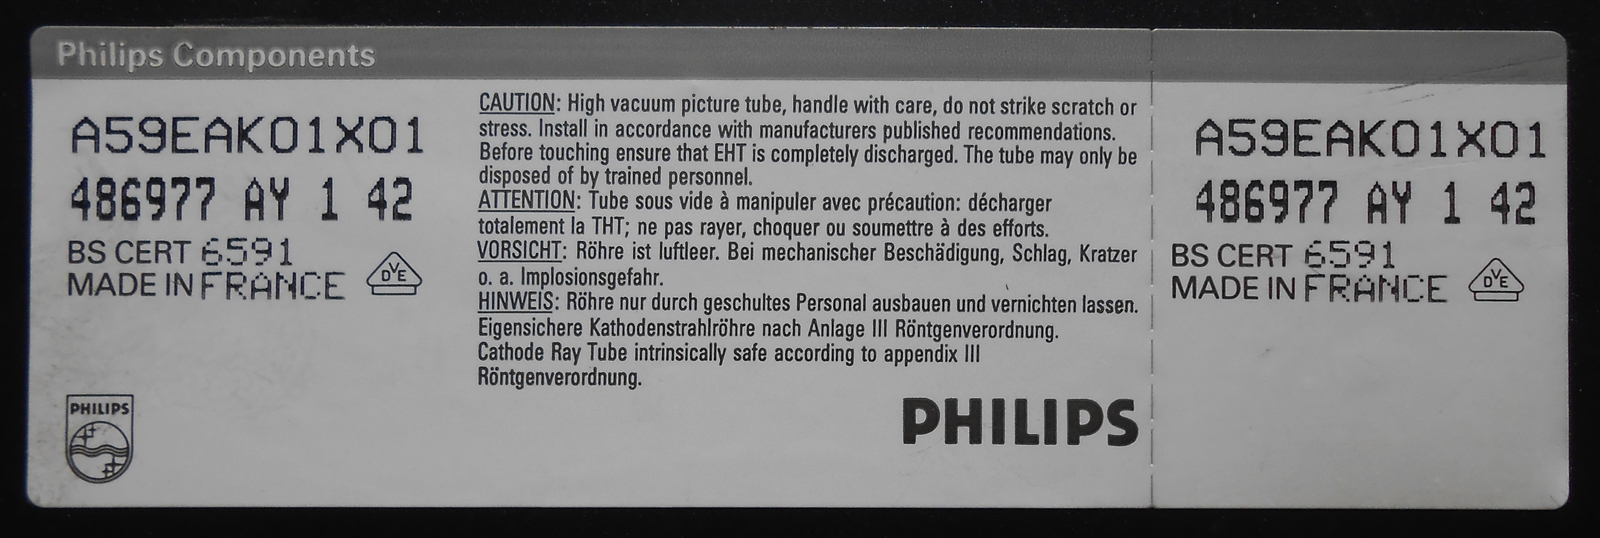 Philips Components
A59EAK01X01
486977 AY 1 42
BS CERT 6591
MADE IN FRANCE
DVE
PHILIPS
CAUTION: High vacuum picture tube, handle with care, do not strike scratch or
stress. Install in accordance with manufacturers published recommendations.
Before touching ensure that EHT is completely discharged. The tube may only be
disposed of by trained personnel.
ATTENTION: Tube sous vide à manipuler avec précaution: décharger
totalement la THT; ne pas rayer, choquer ou soumettre à des efforts.
VORSICHT: Röhre ist luftleer. Bei mechanischer Beschädigung, Schlag, Kratzer
o. a. Implosionsgefahr.
HINWEIS: Röhre nur durch geschultes Personal ausbauen und vernichten lassen.
Eigensichere Kathodenstrahlröhre nach Anlage III Röntgenverordnung.
Cathode Ray Tube intrinsically safe according to appendix III
Röntgenverordnung.
PHILIPS
A59EAK01X01
486977 AY 1 42
BS CERT 6591
MADE IN FRANCE
DVE